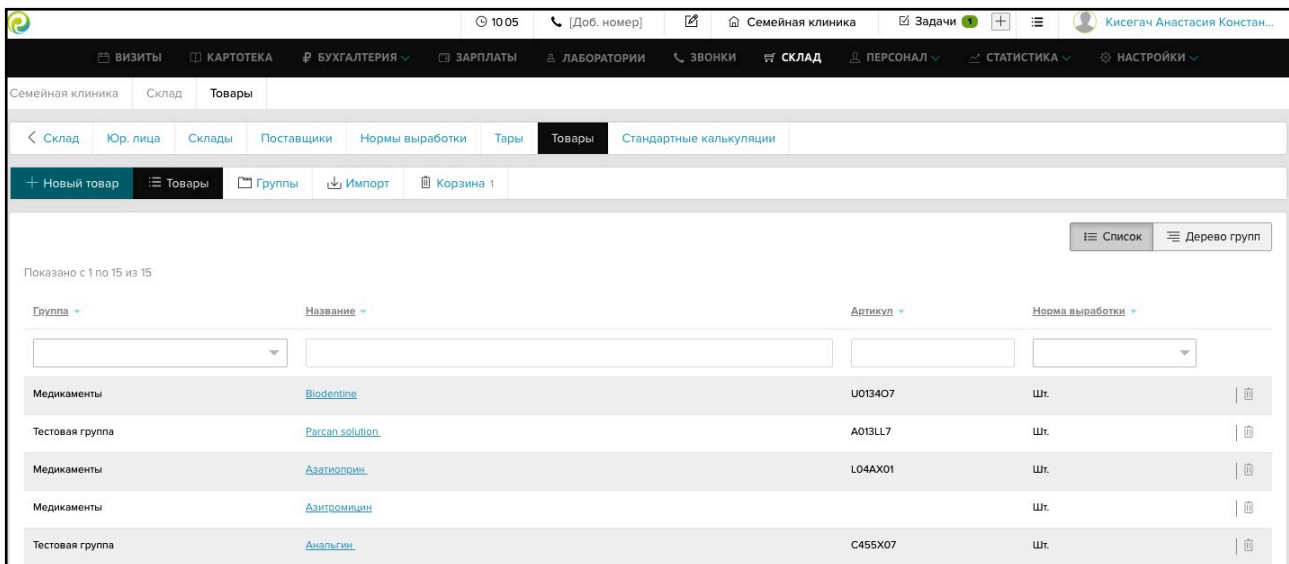 10 05 [Доб. номер] Семейная клиника Задачи 1 Кисегач Анастасия Констан...
ВИЗИТЫ КАРТОТЕКА БУХГАЛТЕРИЯ ЗАРПЛАТЫ ЛАБОРАТОРИИ ЗВОНКИ СКЛАД ПЕРСОНАЛ СТАТИСТИКА НАСТРОЙКИ
Семейная клиника Склад Товары
Склад Юр. лица Склады Поставщики Нормы выработки Тары Товары Стандартные калькуляции
+ Новый товар Товары Группы Импорт Корзина 1
Список Дерево групп
Показано с 1 по 15 из 15
Группа Название Артикул Норма выработки
Медикаменты Biodentine U0134O7 Шт.
Тестовая группа Parcan solution A013LL7 Шт.
Медикаменты Азатиоприн L04AX01 Шт.
Медикаменты Азитромицин Шт.
Тестовая группа Анальгин C455X07 Шт.